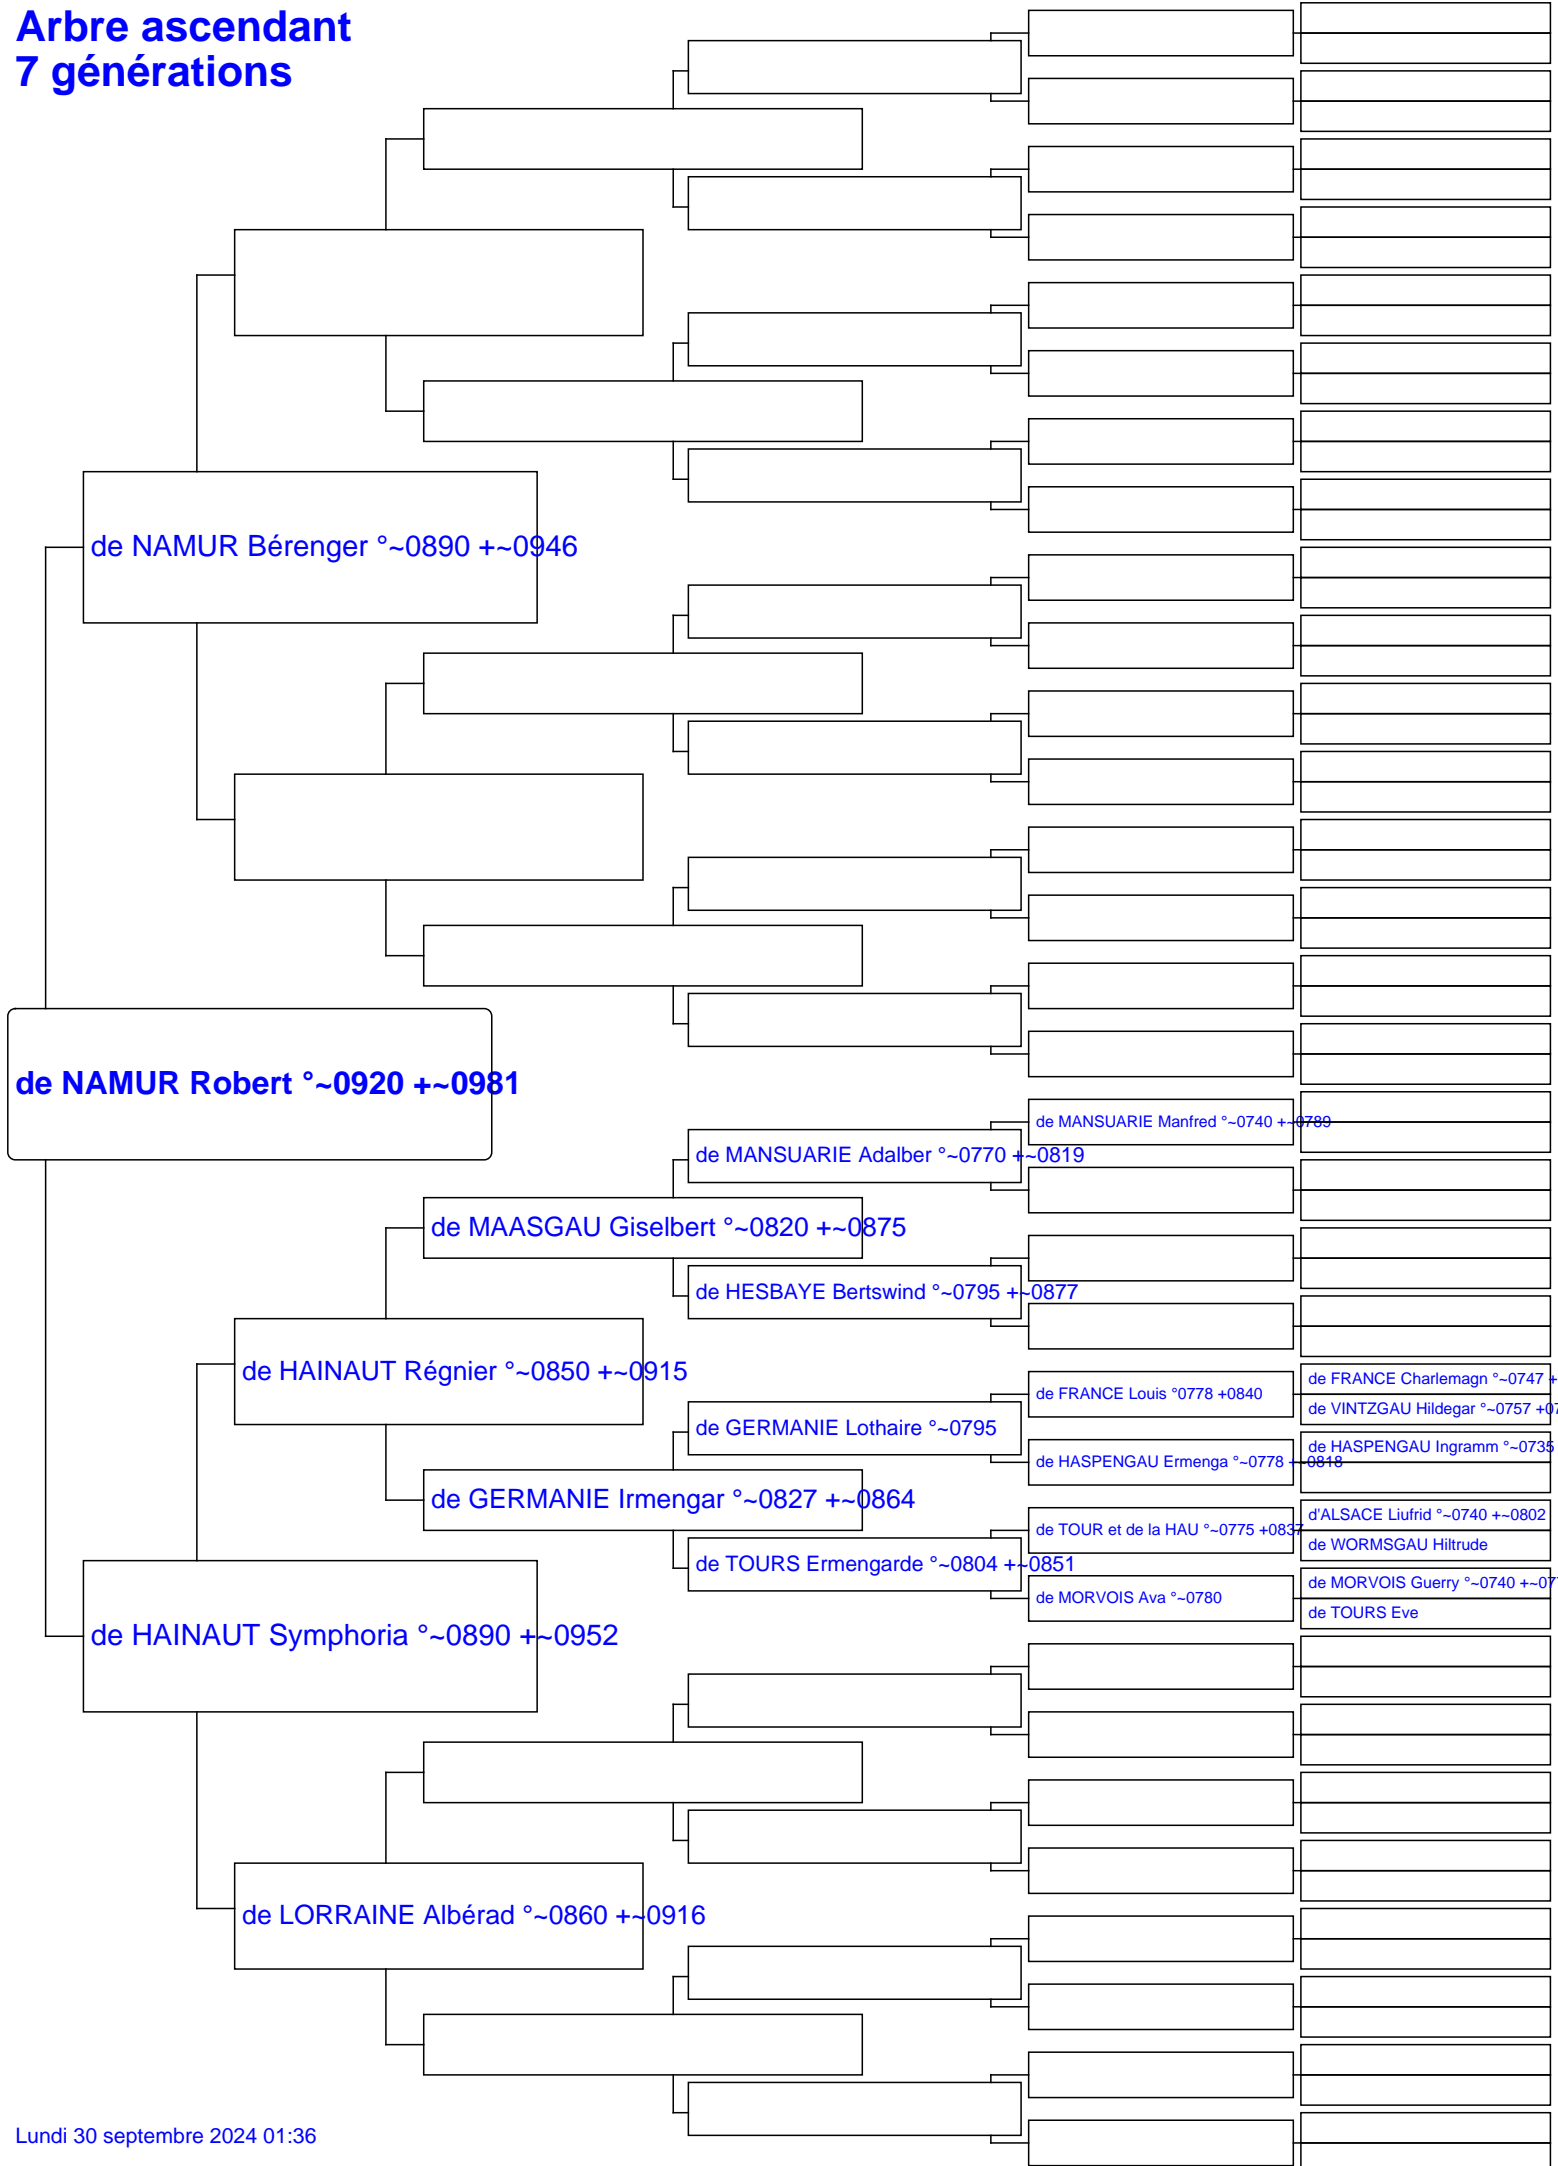 Arbre ascendant
7 générations
de NAMUR Bérenger °~0890 +~0946
de NAMUR Robert °~0920 +~0981
de MANSUARIE Manfred °~0740 +~0789
de MANSUARIE Adalber °~0770 +~0819
de MAASGAU Giselbert °~0820 +~0875
de HESBAYE Bertswind °~0795 +~0877
de HAINAUT Régnier °~0850 +~0915
de FRANCE Charlemagn °~0747 +
de FRANCE Louis °0778 +0840
de VINTZGAU Hildegar °~0757 +07
de GERMANIE Lothaire °~0795
de HASPENGAU Ingramm °~0735
de HASPENGAU Ermenga °~0778 +~0818
de GERMANIE Irmengar °~0827 +~0864
d'ALSACE Liufrid °~0740 +~0802
de TOUR et de la HAU °~0775 +0837
de WORMSGAU Hiltrude
de TOURS Ermengarde °~0804 +~0851
de MORVOIS Guerry °~0740 +~077
de MORVOIS Ava °~0780
de TOURS Eve
de HAINAUT Symphoria °~0890 +~0952
de LORRAINE Albérad °~0860 +~0916
Lundi 30 septembre 2024 01:36